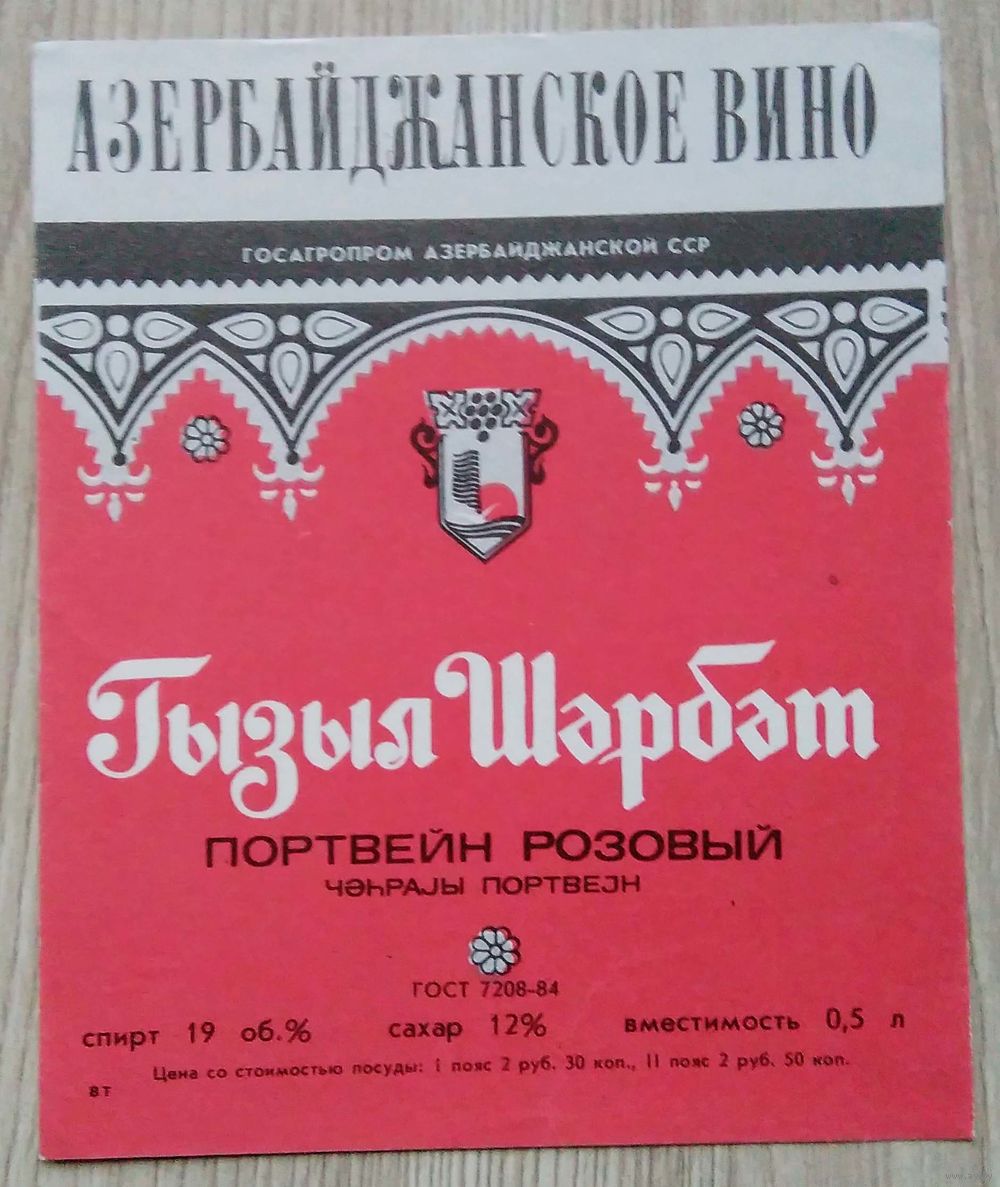 АЗЕРБАЙДЖАНСКОЕ ВИНО
ГОСАГРОПРОМ АЗЕРБАЙДЖАНСКОЙ ССР
Гызыл Шәрбәт
ПОРТВЕЙН РОЗОВЫЙ
ЧӘҺРАЈЫ ПОРТВЕЈН
ГОСТ 7208-84
спирт 19 об.% сахар 12% вместимость 0,5 л
Цена со стоимостью посуды: I пояс 2 руб. 30 коп., II пояс 2 руб. 50 коп.
ВТ